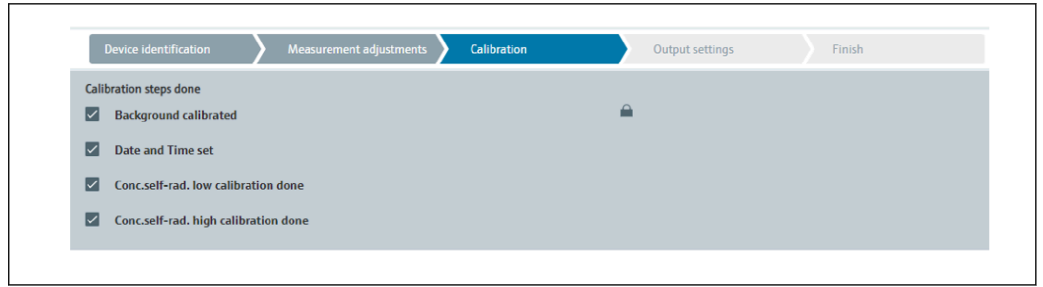 Device identification Measurement adjustments Calibration Output settings Finish
Calibration steps done
Background calibrated
Date and Time set
Conc.self-rad. low calibration done
Conc.self-rad. high calibration done